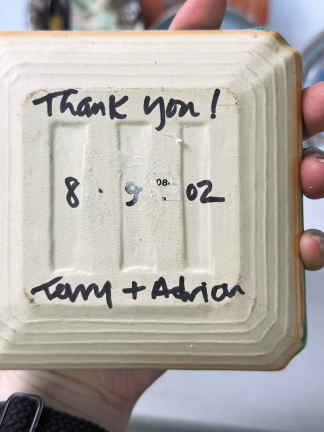 Thank you!
8 . 9 . 02
08.
Terry + Adrian